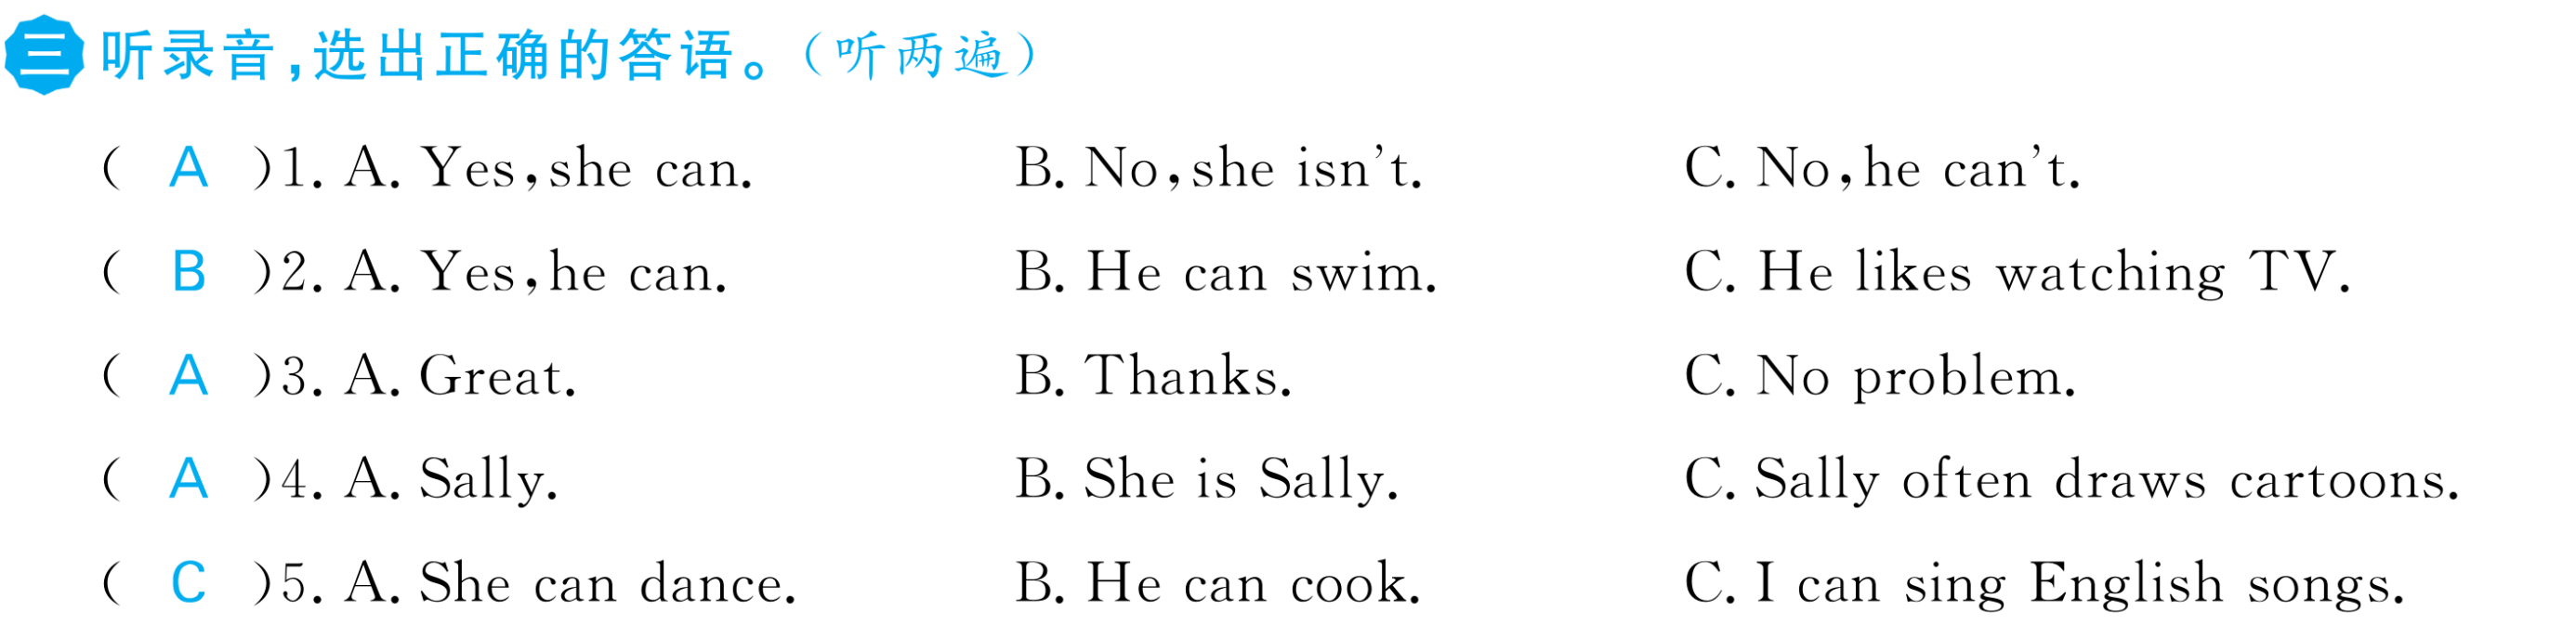 三 听录音,选出正确的答语。(听两遍)
( A )1. A. Yes,she can. B. No,she isn't. C. No,he can't.
( B )2. A. Yes,he can. B. He can swim. C. He likes watching TV.
( A )3. A. Great. B. Thanks. C. No problem.
( A )4. A. Sally. B. She is Sally. C. Sally often draws cartoons.
( C )5. A. She can dance. B. He can cook. C. I can sing English songs.